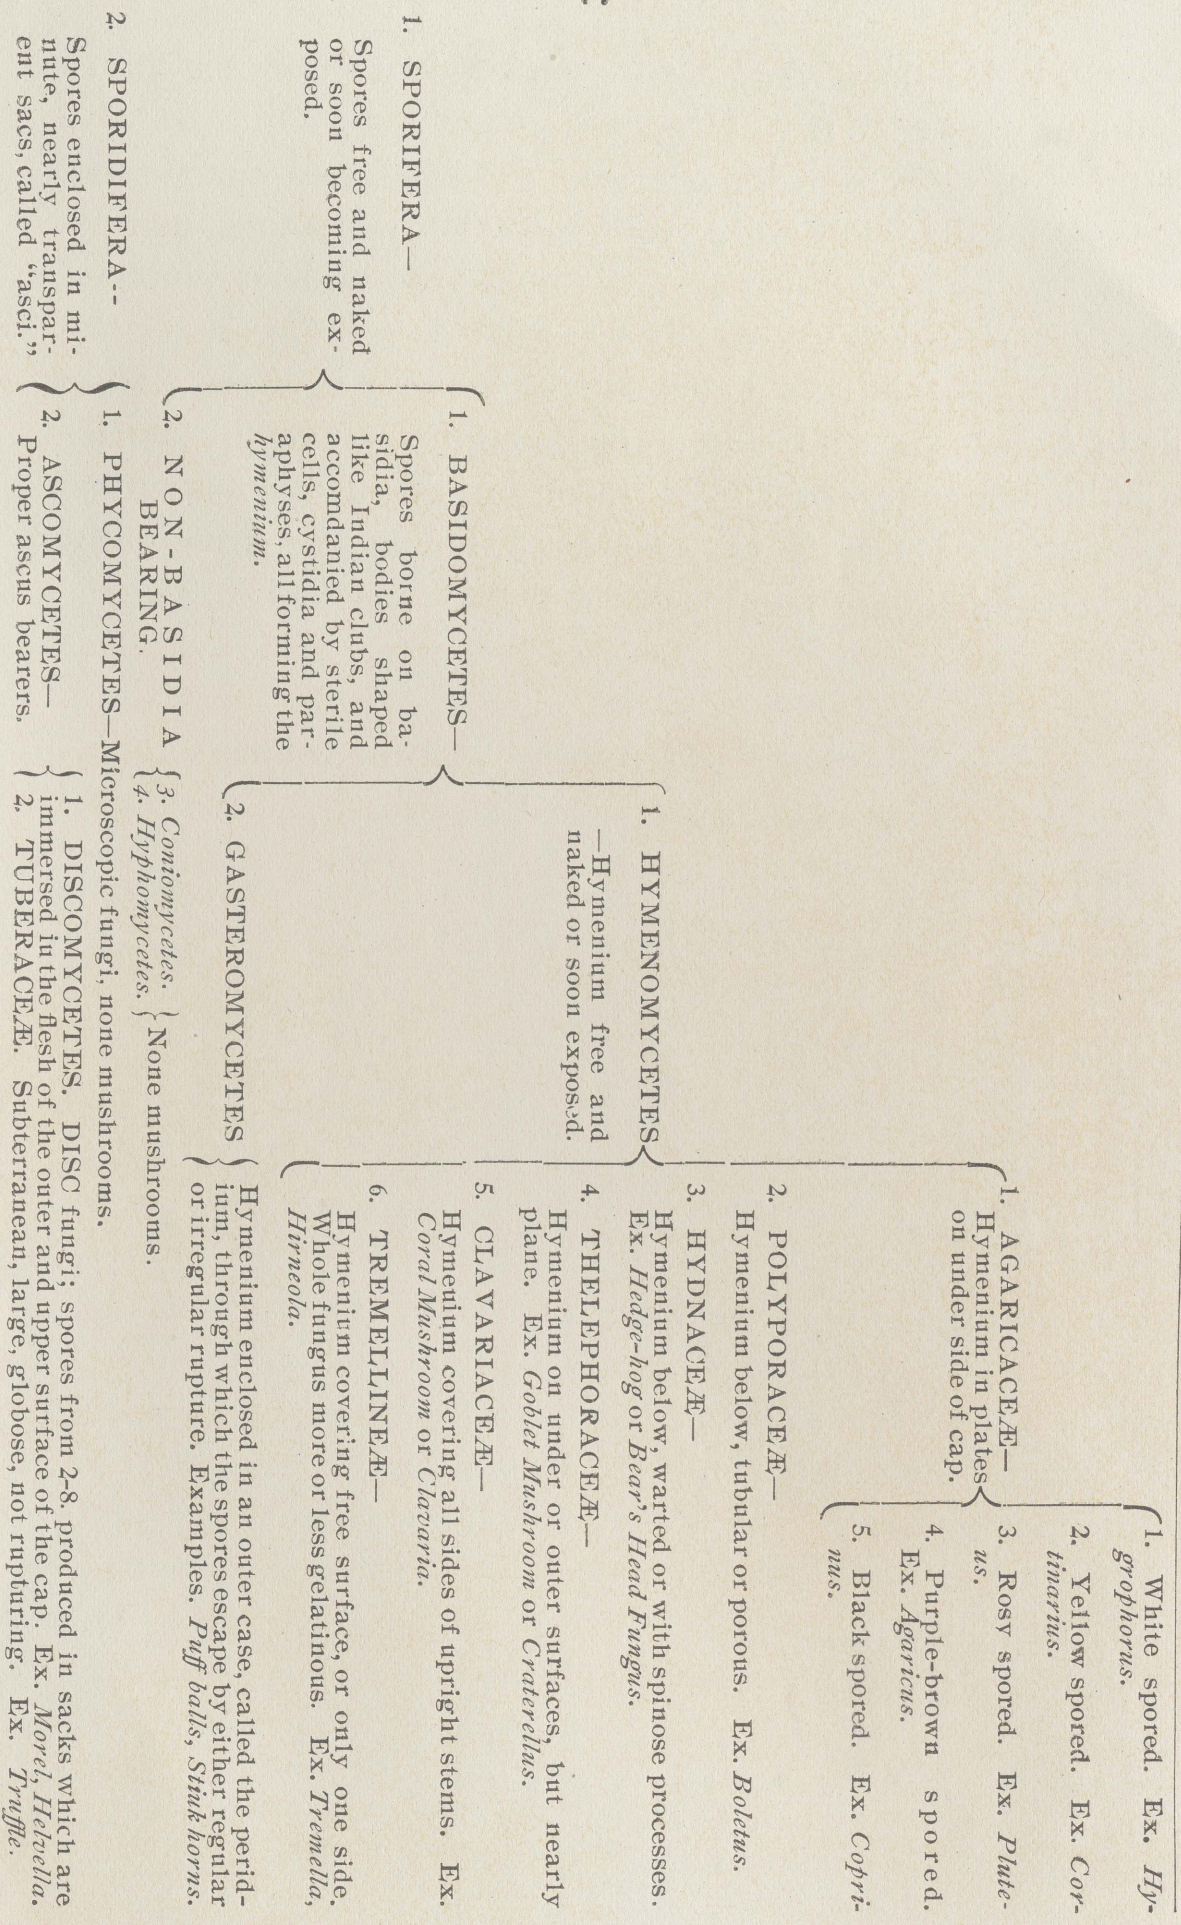 1. SPORIFERA—
Spores free and naked
or soon becoming ex-
posed.
2. SPORIDIFERA--
Spores enclosed in mi-
nute, nearly transpar-
ent sacs, called “asci.”
1. BASIDOMYCETES—
Spores borne on ba-
sidia, bodies shaped
like Indian clubs, and
accomdanied by sterile
cells, cystidia and par-
aphyses, all forming the
hymenium.
2. NON-BASIDIA
BEARING.
3. Coniomycetes.
4. Hyphomycetes.
None mushrooms.
1. PHYCOMYCETES—Microscopic fungi, none mushrooms.
2. ASCOMYCETES—
Proper ascus bearers.
1. HYMENOMYCETES
—Hymenium free and
naked or soon exposed.
2. GASTEROMYCETES
Hymenium enclosed in an outer case, called the perid-
ium, through which the spores escape by either regular
or irregular rupture. Examples. Puff balls, Stiuk horns.
1. DISCOMYCETES. DISC fungi; spores from 2-8. produced in sacks which are
immersed iu the flesh of the outer and upper surface of the cap. Ex. Morel, Helvella.
2. TUBERACEÆ. Subterranean, large, globose, not rupturing. Ex. Truffle.
1. AGARICACEÆ—
Hymenium in plates
on under side of cap.
2. POLYPORACEÆ—
Hymenium below, tubular or porous. Ex. Boletus.
3. HYDNACEÆ—
Hymenium below, warted or with spinose processes.
Ex. Hedge-hog or Bear's Head Fungus.
4. THELEPHORACEÆ—
Hymenium on under or outer surfaces, but nearly
plane. Ex. Goblet Mushroom or Craterellus.
5. CLAVARIACEÆ—
Hymeuium covering all sides of upright stems. Ex.
Coral Mushroom or Clavaria.
6. TREMELLINEÆ—
Hymenium covering free surface, or only one side.
Whole fungus more or less gelatinous. Ex. Tremella,
Hirneola.
1. White spored. Ex. Hy-
grophorus.
2. Yellow spored. Ex. Cor-
tinarius.
3. Rosy spored. Ex. Plute-
us.
4. Purple-brown spored.
Ex. Agaricus.
5. Black spored. Ex. Copri-
nus.